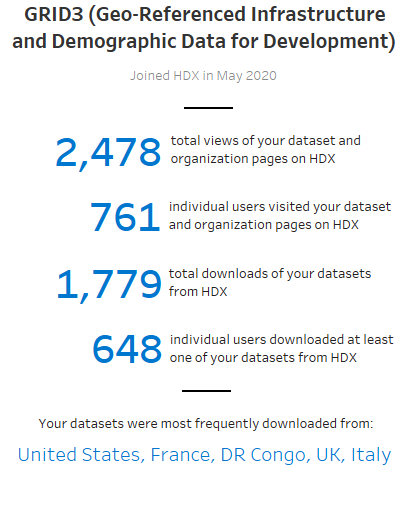 GRID3 (Geo-Referenced Infrastructure
and Demographic Data for Development)
Joined HDX in May 2020
2,478 total views of your dataset and
organization pages on HDX
761 individual users visited your dataset
and organization pages on HDX
1,779 total downloads of your datasets
from HDX
648 individual users downloaded at least
one of your datasets from HDX
Your datasets were most frequently downloaded from:
United States, France, DR Congo, UK, Italy